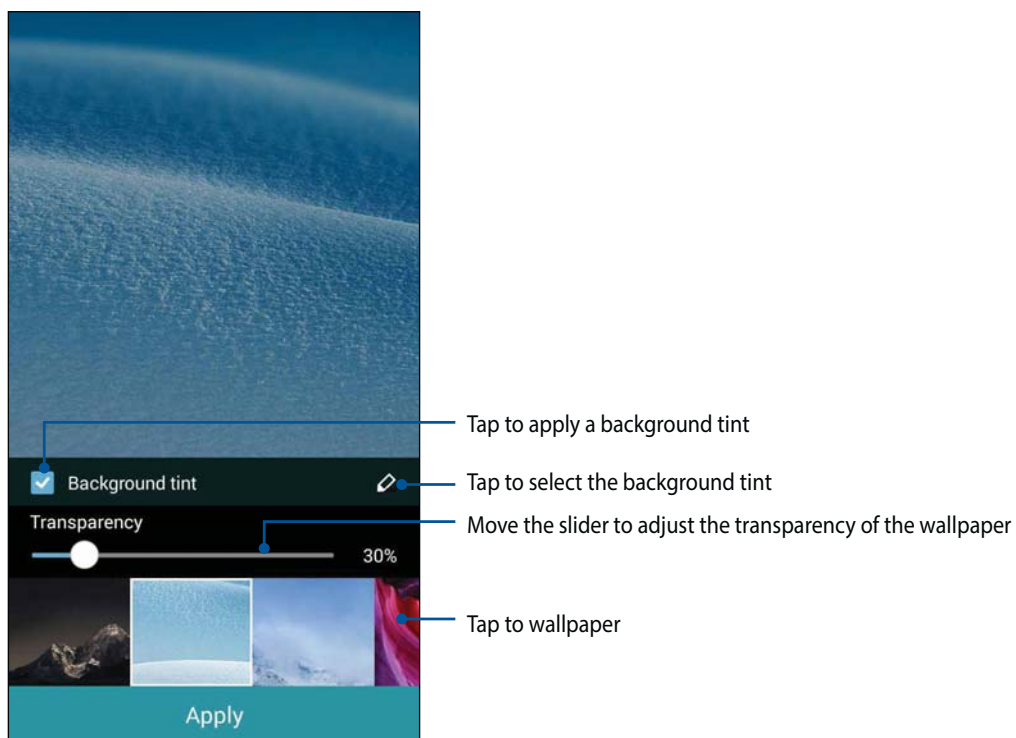 Tap to apply a background tint
Background tint
Tap to select the background tint
Transparency
Move the slider to adjust the transparency of the wallpaper
30%
Tap to wallpaper
Apply